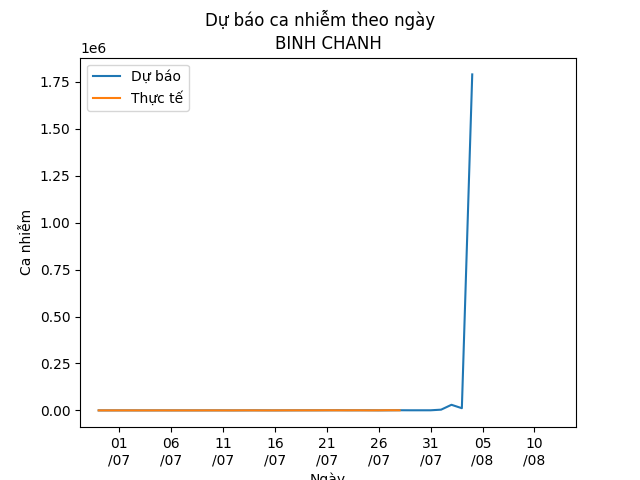 Dự báo ca nhiễm theo ngày
BINH CHANH
1e6
Dự báo
Thực tế
1.75
1.50
1.25
1.00
0.75
0.50
0.25
0.00
Ca nhiễm
01 06 11 16 21 26 31 05 10
/07 /07 /07 /07 /07 /07 /07 /08 /08
Ngày